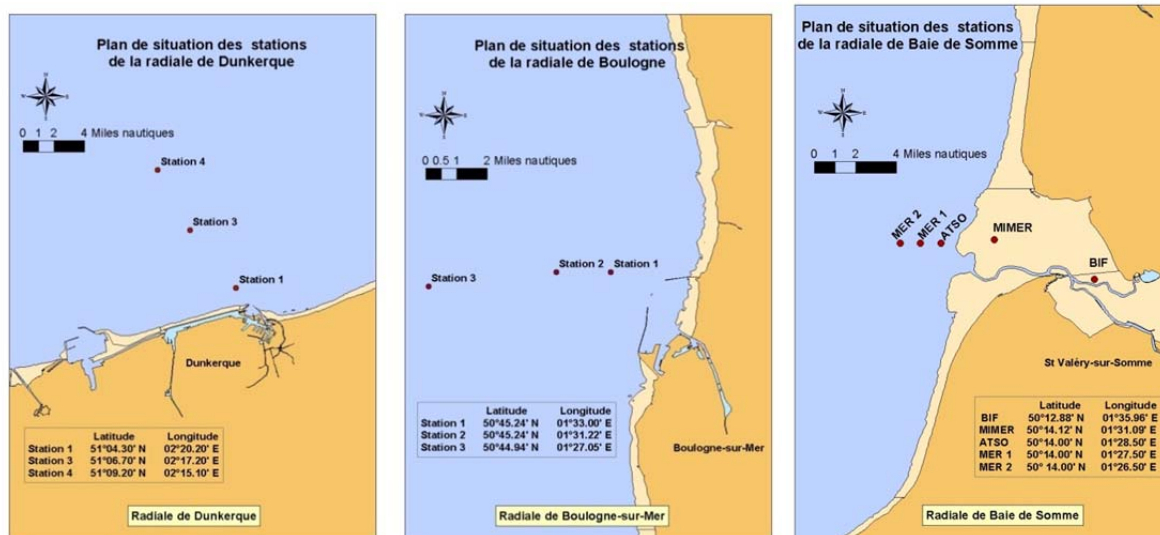 Plan de situation des stations
de la radiale de Dunkerque
0 1 2 4 Miles nautiques
Station 4
Station 3
Station 1
Dunkerque
Latitude Longitude
Station 1 51°04.30' N 02°20.20' E
Station 3 51°06.70' N 02°17.20' E
Station 4 51°09.20' N 02°15.10' E
Radiale de Dunkerque
Plan de situation des stations
de la radiale de Boulogne
0 0.5 1 2 Miles nautiques
Station 2 Station 1
Station 3
Latitude Longitude
Station 1 50°45.24' N 01°33.00' E
Station 2 50°45.24' N 01°31.22' E
Station 3 50°44.94' N 01°27.05' E
Boulogne-sur-Mer
Radiale de Boulogne-sur-Mer
Plan de situation des stations
de la radiale de Baie de Somme
0 1 2 4 Miles nautiques
MER 2
MER 1
ATSO
MIMER
BIF
St Valéry-sur-Somme
Latitude Longitude
BIF 50°12.88' N 01°35.96' E
MIMER 50°14.12' N 01°31.09' E
ATSO 50°14.00' N 01°28.50' E
MER 1 50°14.00' N 01°27.50' E
MER 2 50° 14.00' N 01°26.50' E
Radiale de Baie de Somme